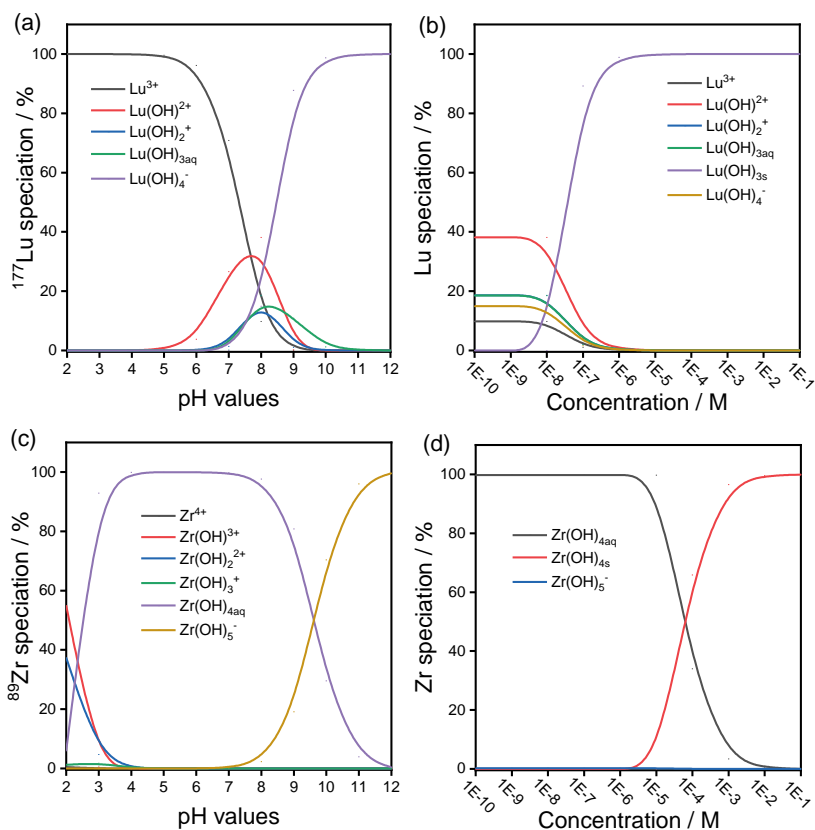 (a)
100
80
60
40
20
0
2 3 4 5 6 7 8 9 10 11 12
pH values
¹⁷⁷Lu speciation / %
Lu³⁺
Lu(OH)²⁺
Lu(OH)₂⁺
Lu(OH)₃aq
Lu(OH)₄⁻
(b)
100
80
60
40
20
0
1E-10 1E-9 1E-8 1E-7 1E-6 1E-5 1E-4 1E-3 1E-2 1E-1
Concentration / M
Lu speciation / %
Lu³⁺
Lu(OH)²⁺
Lu(OH)₂⁺
Lu(OH)₃aq
Lu(OH)₃s
Lu(OH)₄⁻
(c)
100
80
60
40
20
0
2 3 4 5 6 7 8 9 10 11 12
pH values
⁸⁹Zr speciation / %
Zr⁴⁺
Zr(OH)³⁺
Zr(OH)₂²⁺
Zr(OH)₃⁺
Zr(OH)₄aq
Zr(OH)₅⁻
(d)
100
80
60
40
20
0
1E-10 1E-9 1E-8 1E-7 1E-6 1E-5 1E-4 1E-3 1E-2 1E-1
Concentration / M
Zr speciation / %
Zr(OH)₄aq
Zr(OH)₄s
Zr(OH)₅⁻